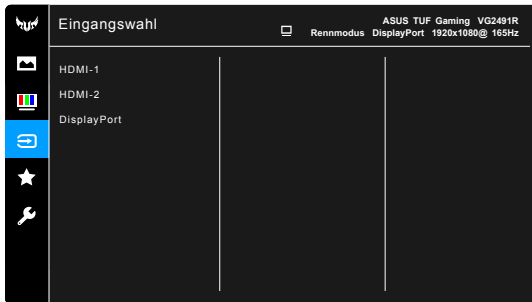 Eingangswahl
ASUS TUF Gaming VG2491R
Rennmodus DisplayPort 1920x1080@ 165Hz
HDMI-1
HDMI-2
DisplayPort